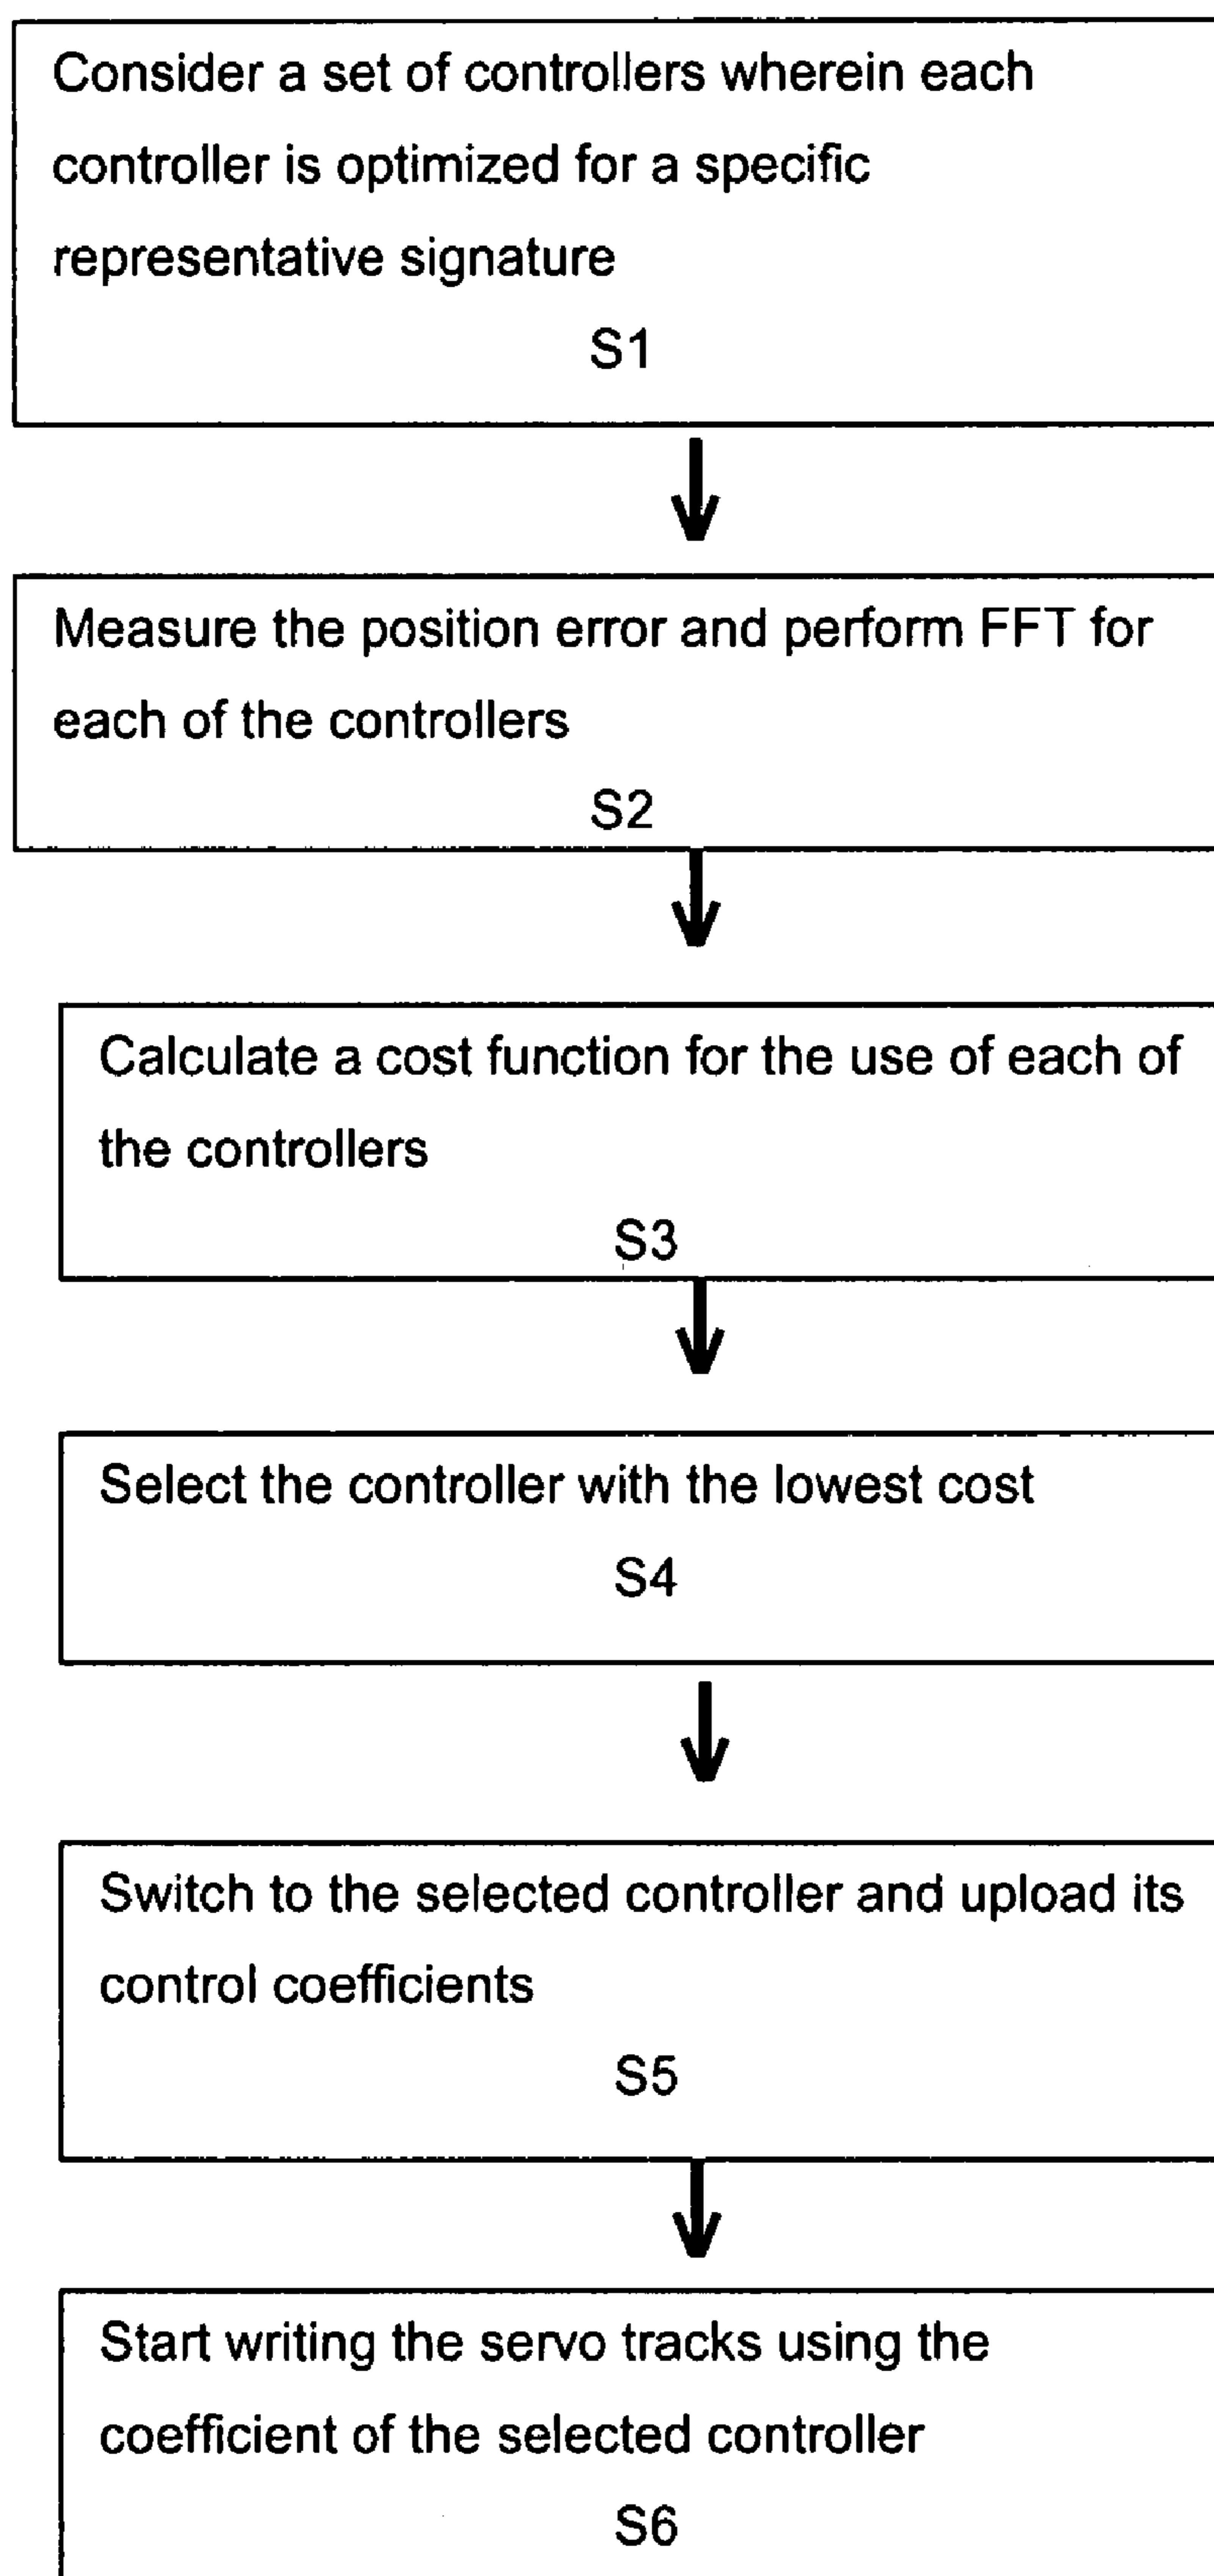 Consider a set of controllers wherein each
controller is optimized for a specific
representative signature
S1
Measure the position error and perform FFT for
each of the controllers
S2
Calculate a cost function for the use of each of
the controllers
S3
Select the controller with the lowest cost
S4
Switch to the selected controller and upload its
control coefficients
S5
Start writing the servo tracks using the
coefficient of the selected controller
S6